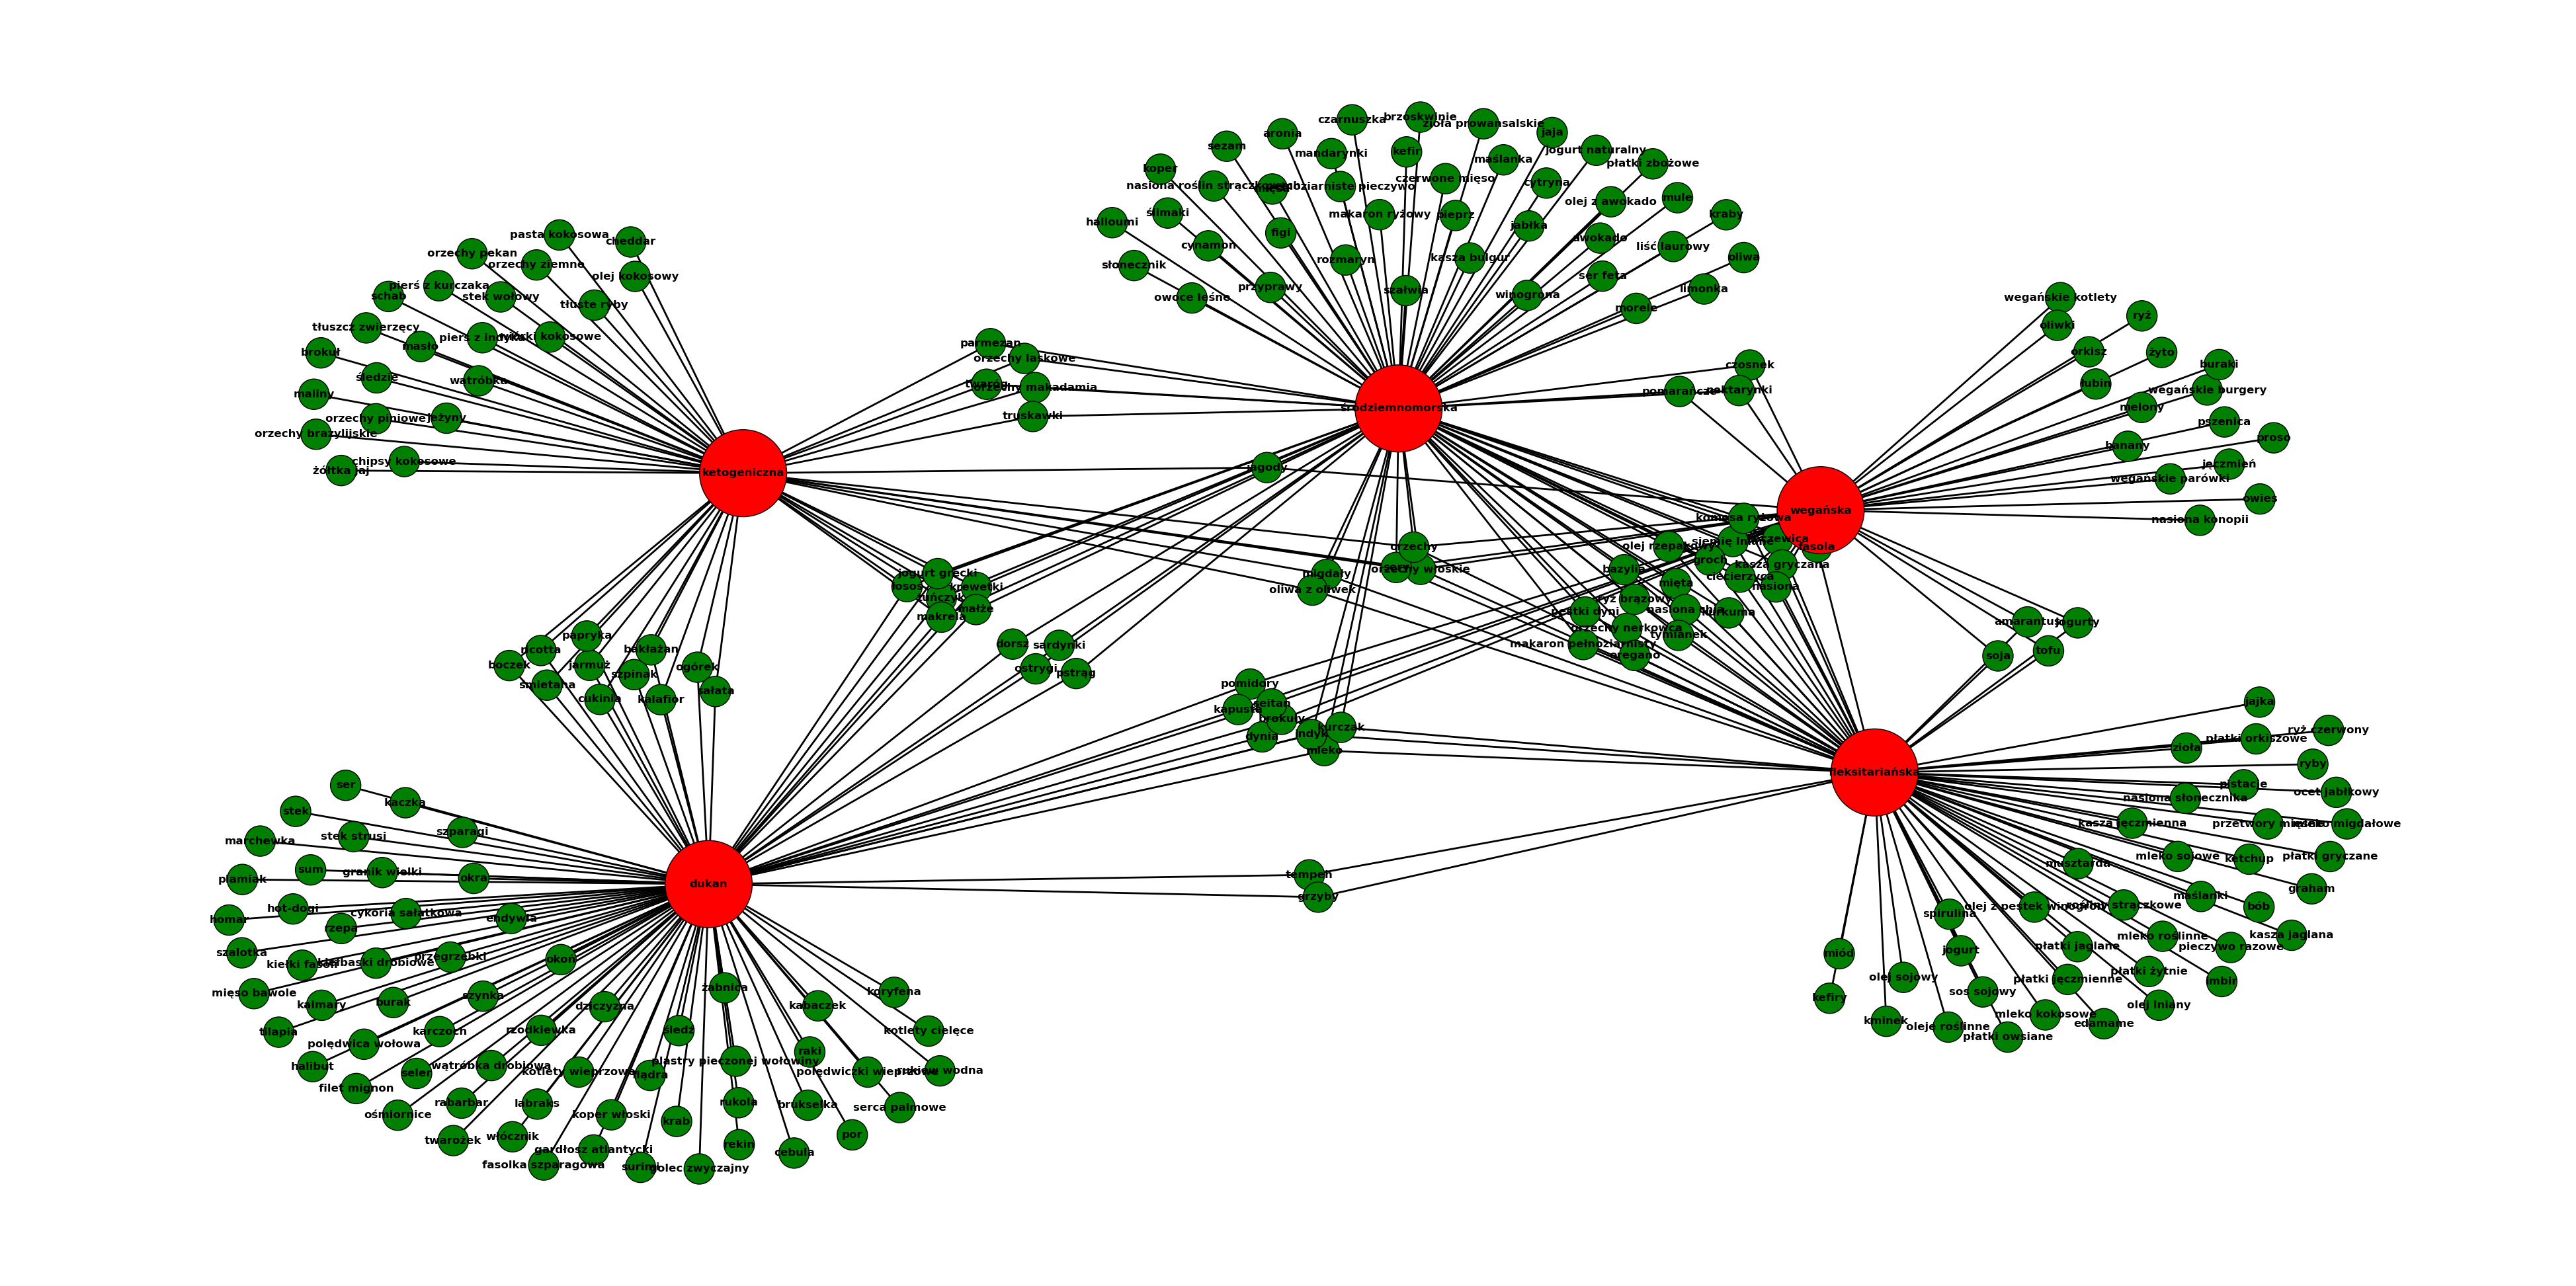 czarnuszka
brzoskwinie
zioła prowansalskie
aronia
jaja
sezam
mandarynki
kefir
maślanka
jogurt naturalny
płatki zbożowe
koper
czerwone mięso
cytryna
olej z awokado
mule
halloumi
ślimaki
figi
makaron ryżowy
pieprz
jabłka
kraby
cynamon
awokado
liść laurowy
słonecznik
rozmaryn
kasza bulgur
ser feta
oliwa
owoce leśne
przyprawy
szałwia
winogrona
morele
limonka
pasta kokosowa
cheddar
orzechy pekan
orzechy ziemne
olej kokosowy
pierś z kurczaka
schab
stek wołowy
tłuste ryby
tłuszcz zwierzęcy
pierś z indyka
wiórki kokosowe
brokuł
masło
śledzie
wątróbka
maliny
orzechy piniowe
jeżyny
orzechy brazylijskie
żółtka jaj
chipsy kokosowe
ketogeniczna
parmezan
orzechy laskowe
twaróg
orzechy makadamia
truskawki
śródziemnomorska
czosnek
pomarańcze
nektarynki
jagody
wegańskie kotlety
oliwki
ryż
orkisz
żyto
buraki
łubin
wegańskie burgery
melony
pszenica
banany
proso
jęczmień
wegańskie parówki
owies
nasiona konopii
wegańska
komosa ryżowa
soczewica
fasola
olej rzepakowy
siemię lniane
groch
kasza gryczana
ciecierzyca
nasiona
bazylia
mięta
ryż brązowy
nasiona chia
kurkuma
pestki dyni
orzechy nerkowca
tymianek
makaron pełnoziarnisty
oregano
orzechy
orzechy włoskie
migdały
oliwa z oliwek
jogurt grecki
łosoś
krewetki
tuńczyk
małże
makrela
dorsz
sardynki
ostrygi
pstrąg
papryka
ricotta
bakłażan
boczek
jarmuż
szpinak
ogórek
śmietana
cukinia
kalafior
sałata
amarantus
jogurty
soja
tofu
pomidory
kapusta
seitan
brokuły
dynia
indyk
kurczak
mleko
fleksitariańska
jajka
zioła
płatki orkiszowe
ryż czerwony
ryby
pistacje
nasiona słonecznika
ocet jabłkowy
kasza jęczmienna
przetwory mięsne
mleko migdałowe
musztarda
mleko sojowe
ketchup
płatki gryczane
graham
maślanki
spirulina
olej z pestek winogron
rośliny strączkowe
bób
jogurt
płatki jaglane
mleko roślinne
pieczywo razowe
kasza jaglana
miód
olej sojowy
płatki jęczmienne
płatki żytnie
imbir
kefiry
sos sojowy
olej lniany
kminek
oleje roślinne
mleko kokosowe
edamame
płatki owsiane
tempeh
grzyby
dukan
ser
kaczka
stek
stek strusi
szparagi
marchewka
sum
granik wielki
okra
plamiak
hot-dogi
cykoria sałatkowa
endywia
homar
rzepa
szalotka
kiełki fasoli
kiełbaski drobiowe
przegrzebki
okoń
mięso bawole
kalmary
burak
szynka
dziczyzna
tilapia
polędwica wołowa
karczoch
rzodkiewka
śledź
halibut
filet mignon
seler
wątróbka drobiowa
kotlety wieprzowe
flądra
ośmiornice
rabarbar
labraks
koper włoski
krab
twarożek
włócznik
gardłosz atlantycki
fasolka szparagowa
surimi
golec zwyczajny
rekin
cebula
por
rukola
brukselka
serca palmowe
plastry pieczonej wołowiny
raki
polędwiczki wieprzowe
rukiew wodna
żabnica
kabaczek
koryfena
kotlety cielęce